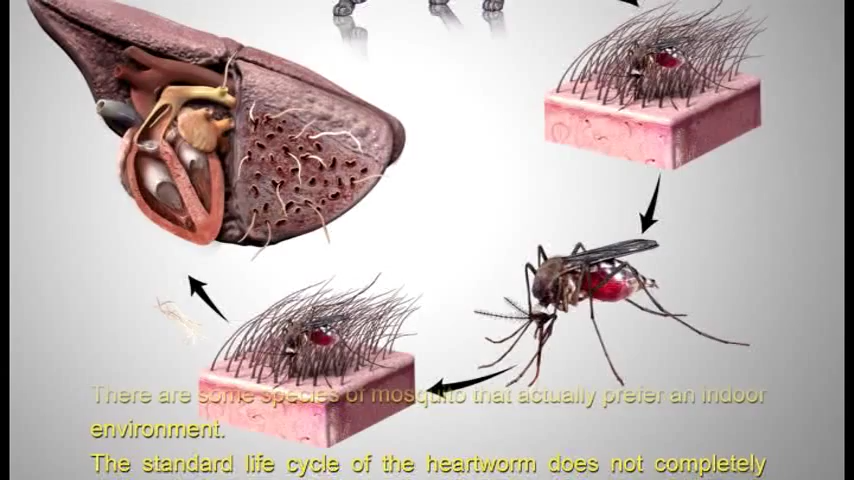 There are some species of mosquito that actually prefer an indoor
environment.
The standard life cycle of the heartworm does not completely